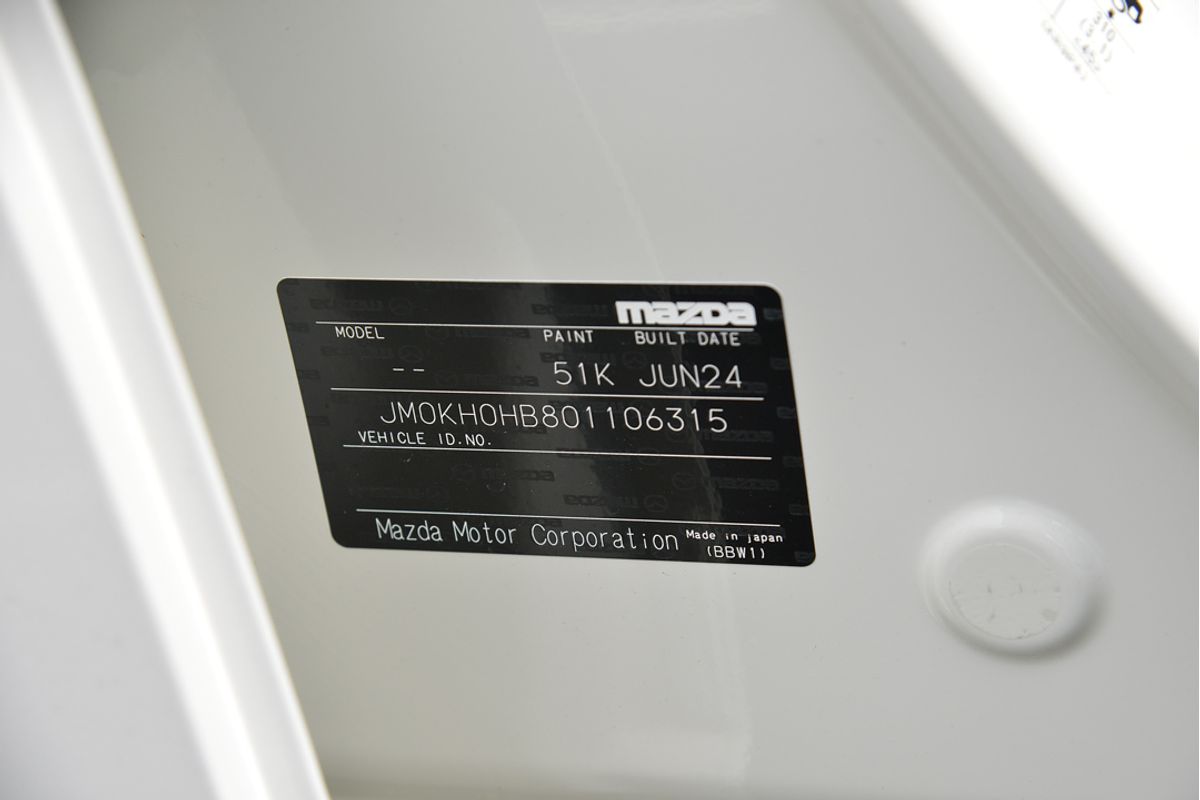 mazda
MODEL PAINT BUILT DATE
-- 51K JUN24
JM0KH0HB801106315
VEHICLE ID.NO.
Mazda Motor Corporation Made in japan
(BBW1)